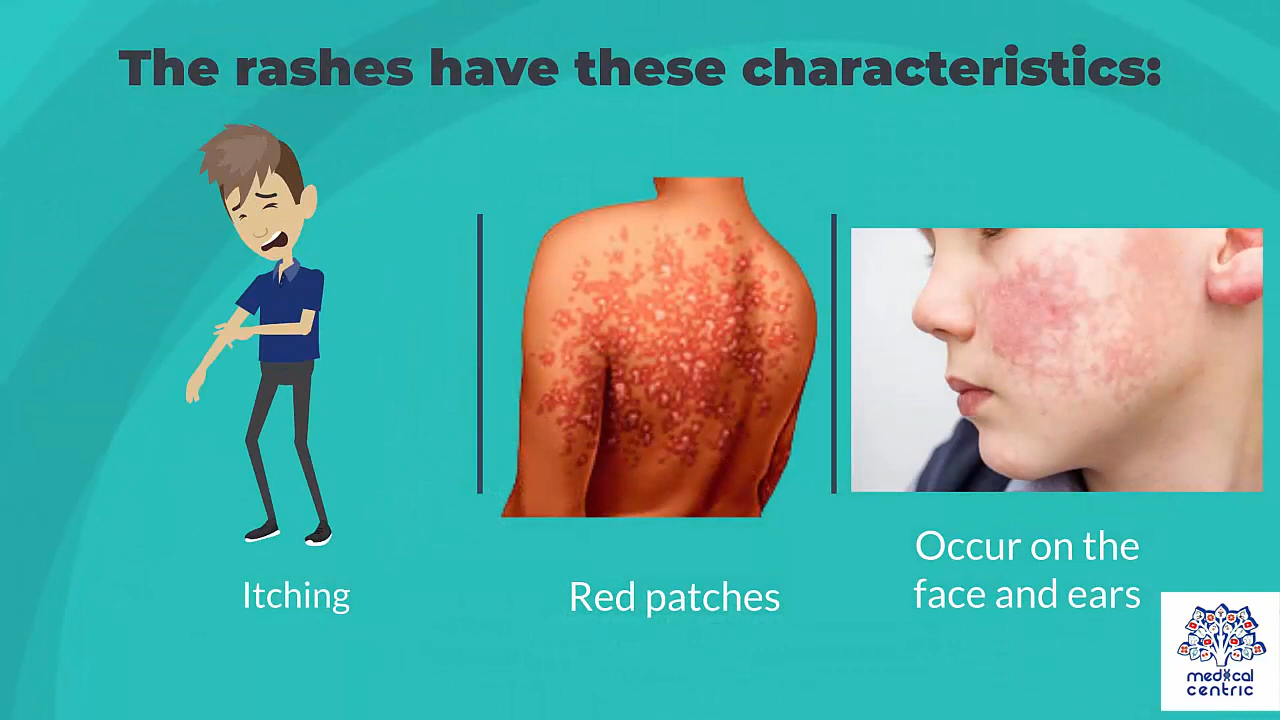 The rashes have these characteristics:
Itching
Red patches
Occur on the
face and ears
medical
centric